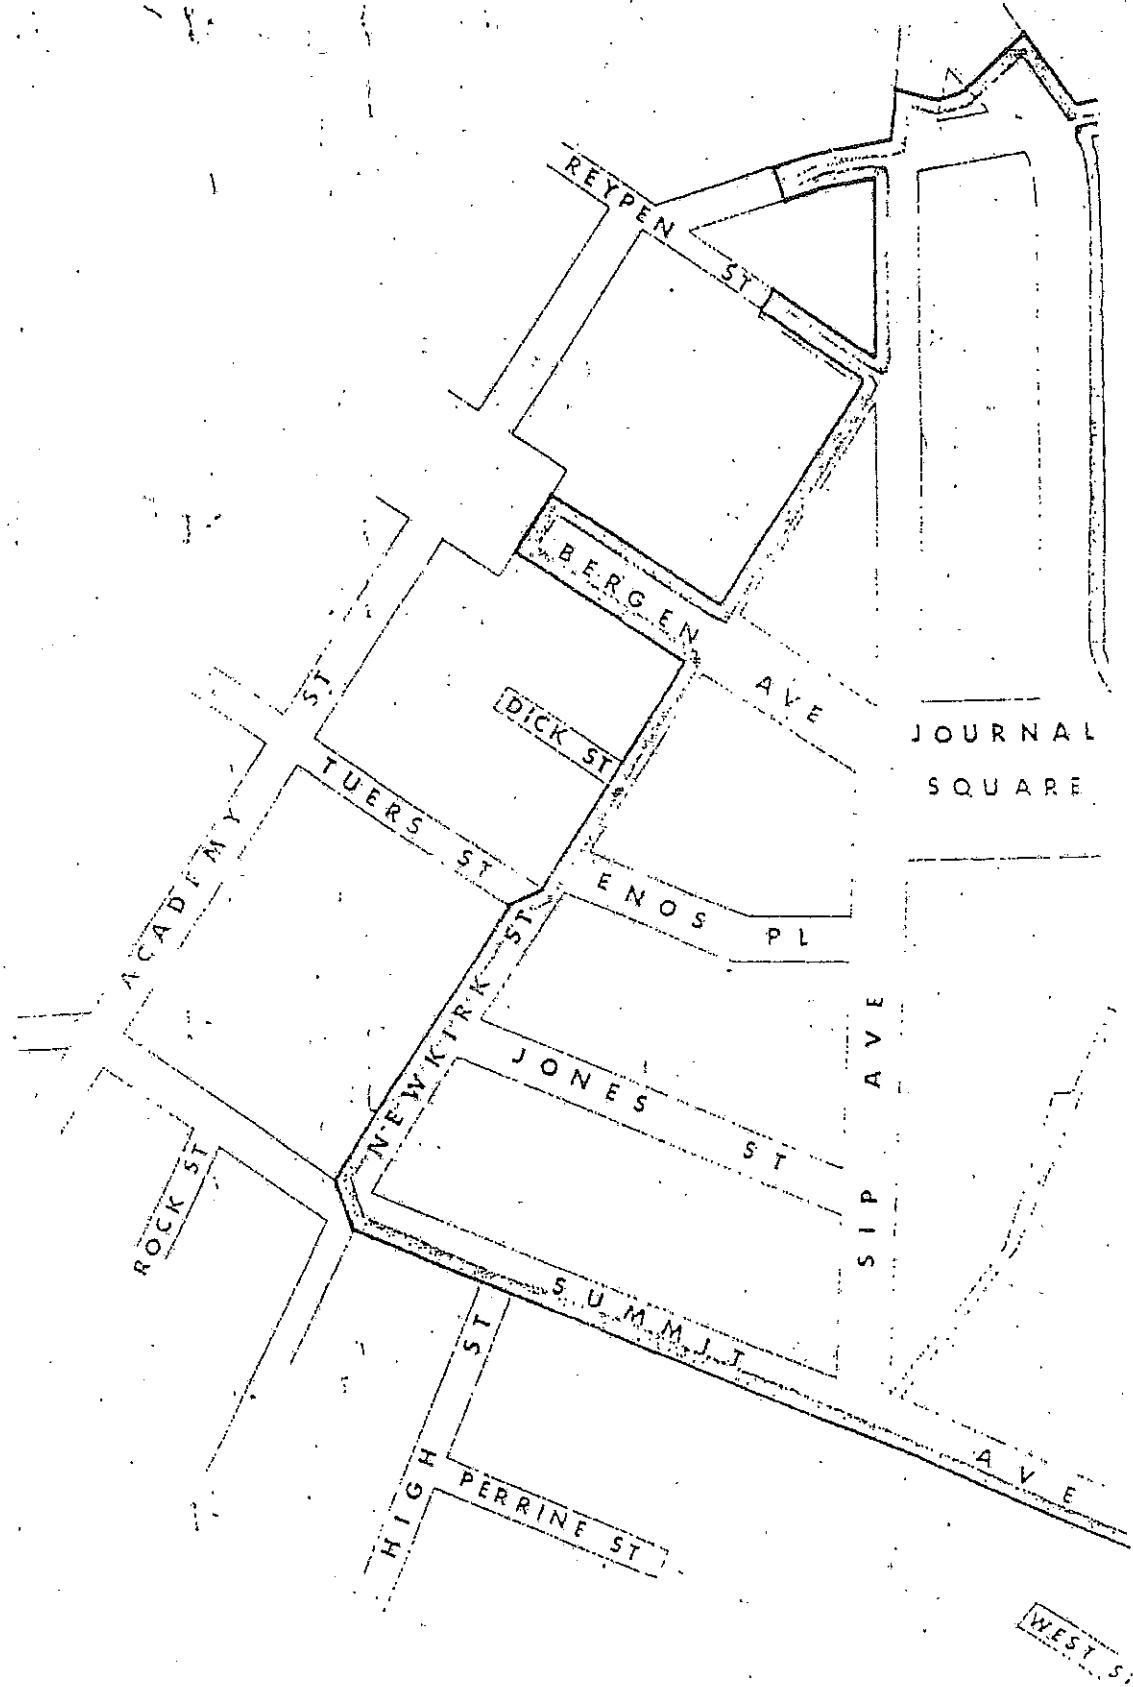 REYPEN ST
BERGEN AVE
DICK ST
JOURNAL
SQUARE
TUERS ST
ACADEMY ST
ENOS PL
NEWKIRK ST
JONES ST
SIP AVE
ROCK ST
SUMMIT AVE
HIGH ST
PERRINE ST
WEST